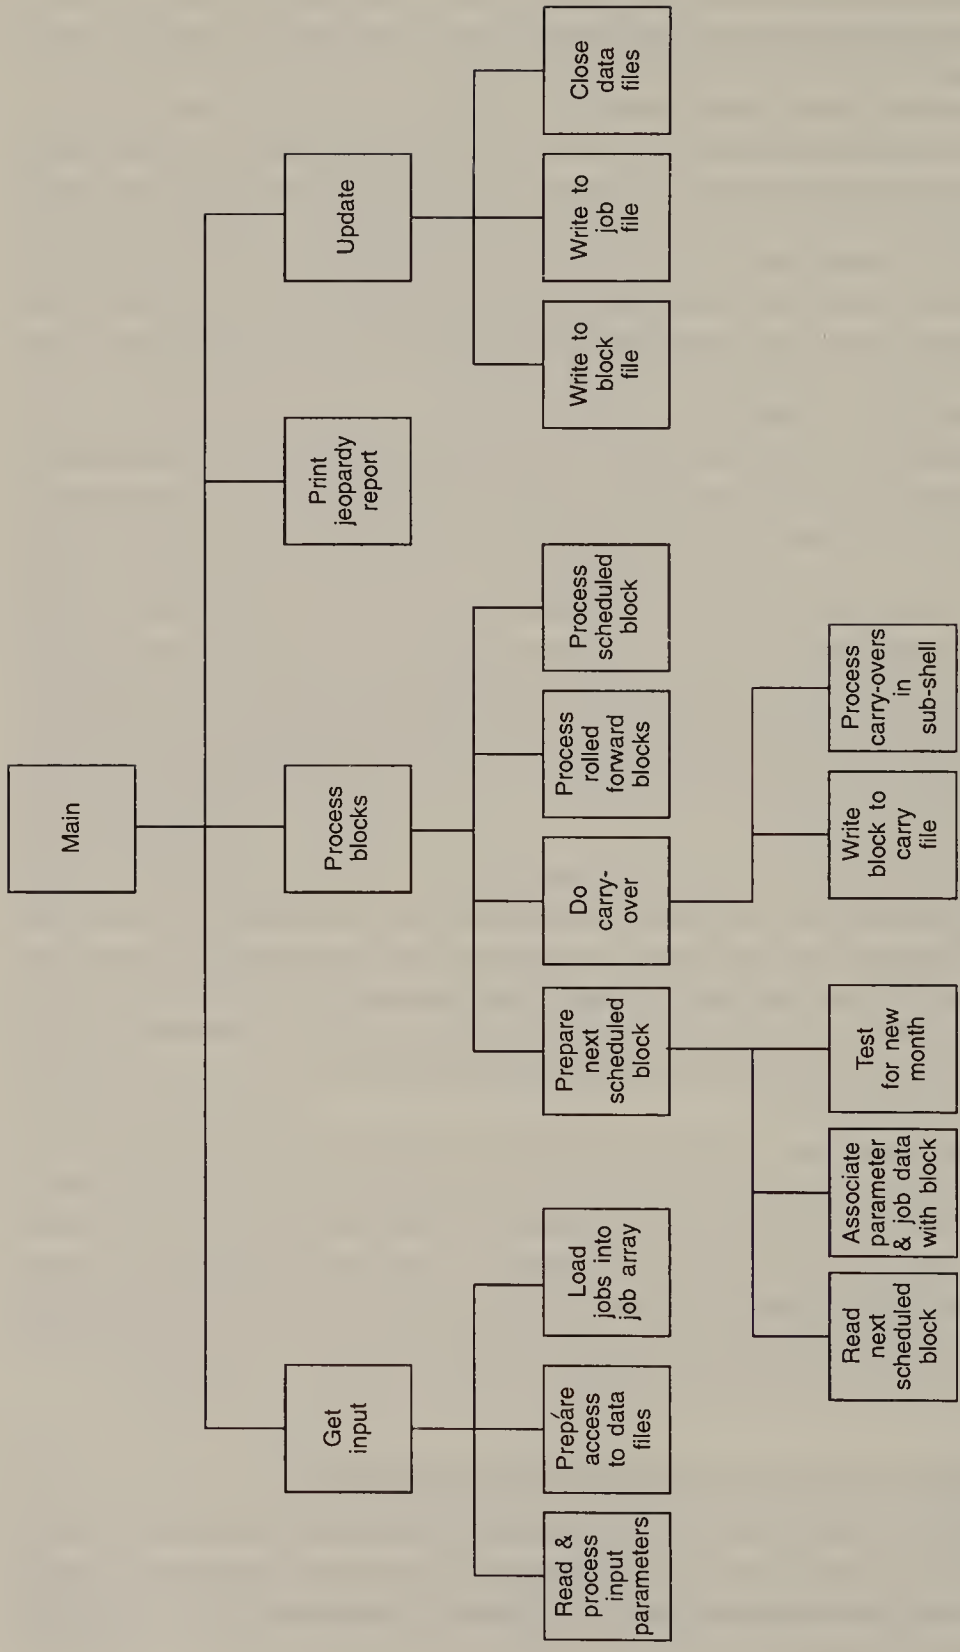 Main
Get
input
Process
blocks
Print
jeopardy
report
Update
Read &
process
input
parameters
Prepare
access
to data
files
Load
jobs into
job array
Prepare
next
scheduled
block
Do
carry-
over
Process
rolled
forward
blocks
Process
scheduled
block
Write to
block
file
Write to
job
file
Close
data
files
Read
next
scheduled
block
Associate
parameter
& job data
with block
Test
for new
month
Write
block to
carry
file
Process
carry-overs
in
sub-shell